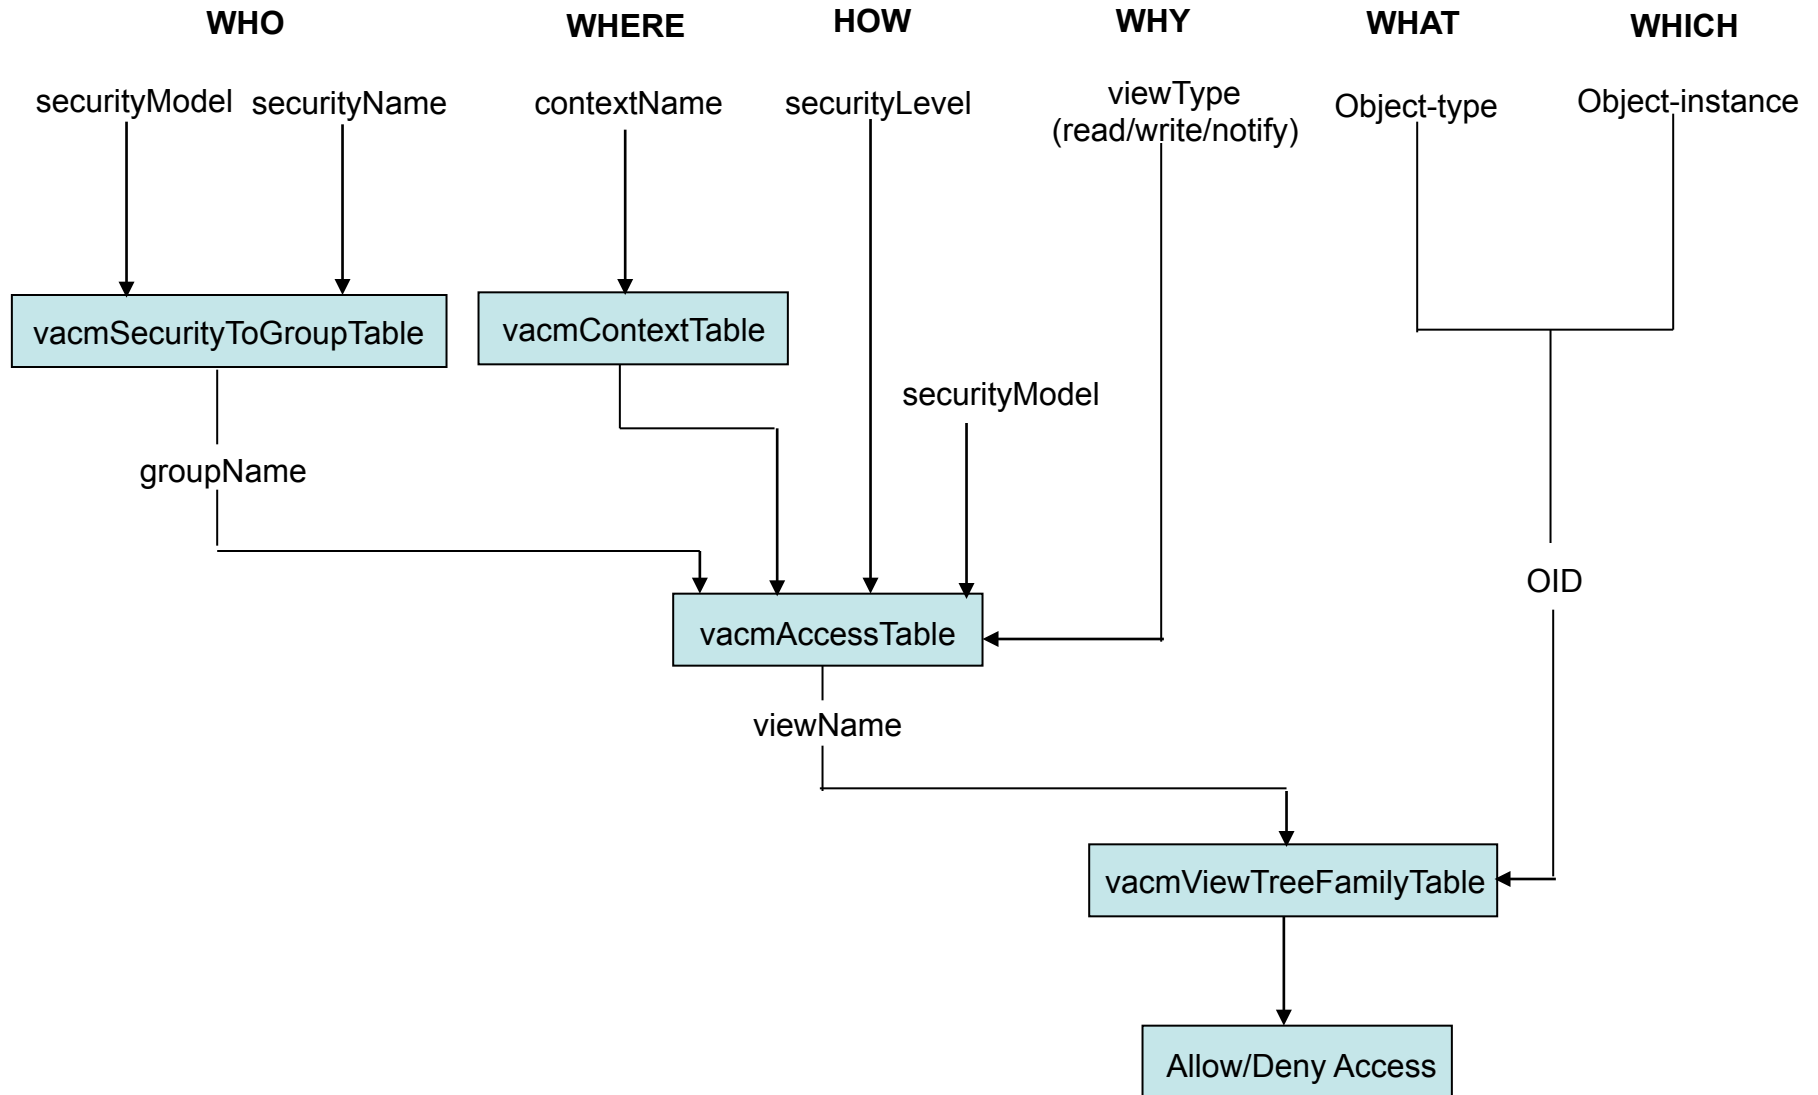 WHO
WHERE
HOW
WHY
WHAT
WHICH
securityModel
securityName
contextName
securityLevel
viewType
(read/write/notify)
Object-type
Object-instance
vacmSecurityToGroupTable
vacmContextTable
securityModel
groupName
OID
vacmAccessTable
viewName
vacmViewTreeFamilyTable
Allow/Deny Access